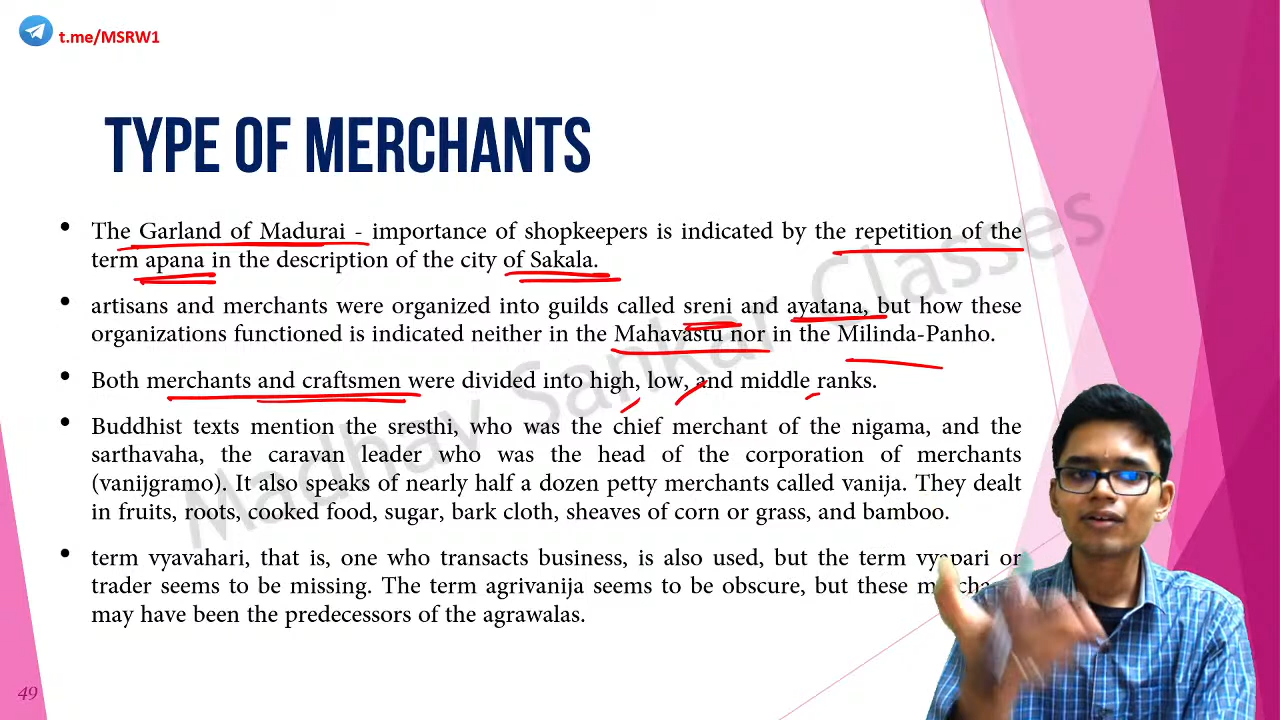 t.me/MSRW1
TYPE OF MERCHANTS
• The Garland of Madurai - importance of shopkeepers is indicated by the repetition of the
term apana in the description of the city of Sakala.
• artisans and merchants were organized into guilds called sreni and ayatana, but how these
organizations functioned is indicated neither in the Mahavastu nor in the Milinda-Panho.
• Both merchants and craftsmen were divided into high, low, and middle ranks.
• Buddhist texts mention the sresthi, who was the chief merchant of the nigama, and the
sarthavaha, the caravan leader who was the head of the corporation of merchants
(vanijgramo). It also speaks of nearly half a dozen petty merchants called vanija. They dealt
in fruits, roots, cooked food, sugar, bark cloth, sheaves of corn or grass, and bamboo.
• term vyavahari, that is, one who transacts business, is also used, but the term vyapari or
trader seems to be missing. The term agrivanija seems to be obscure, but these
may have been the predecessors of the agrawalas.
Madhav Sankar Classes
49